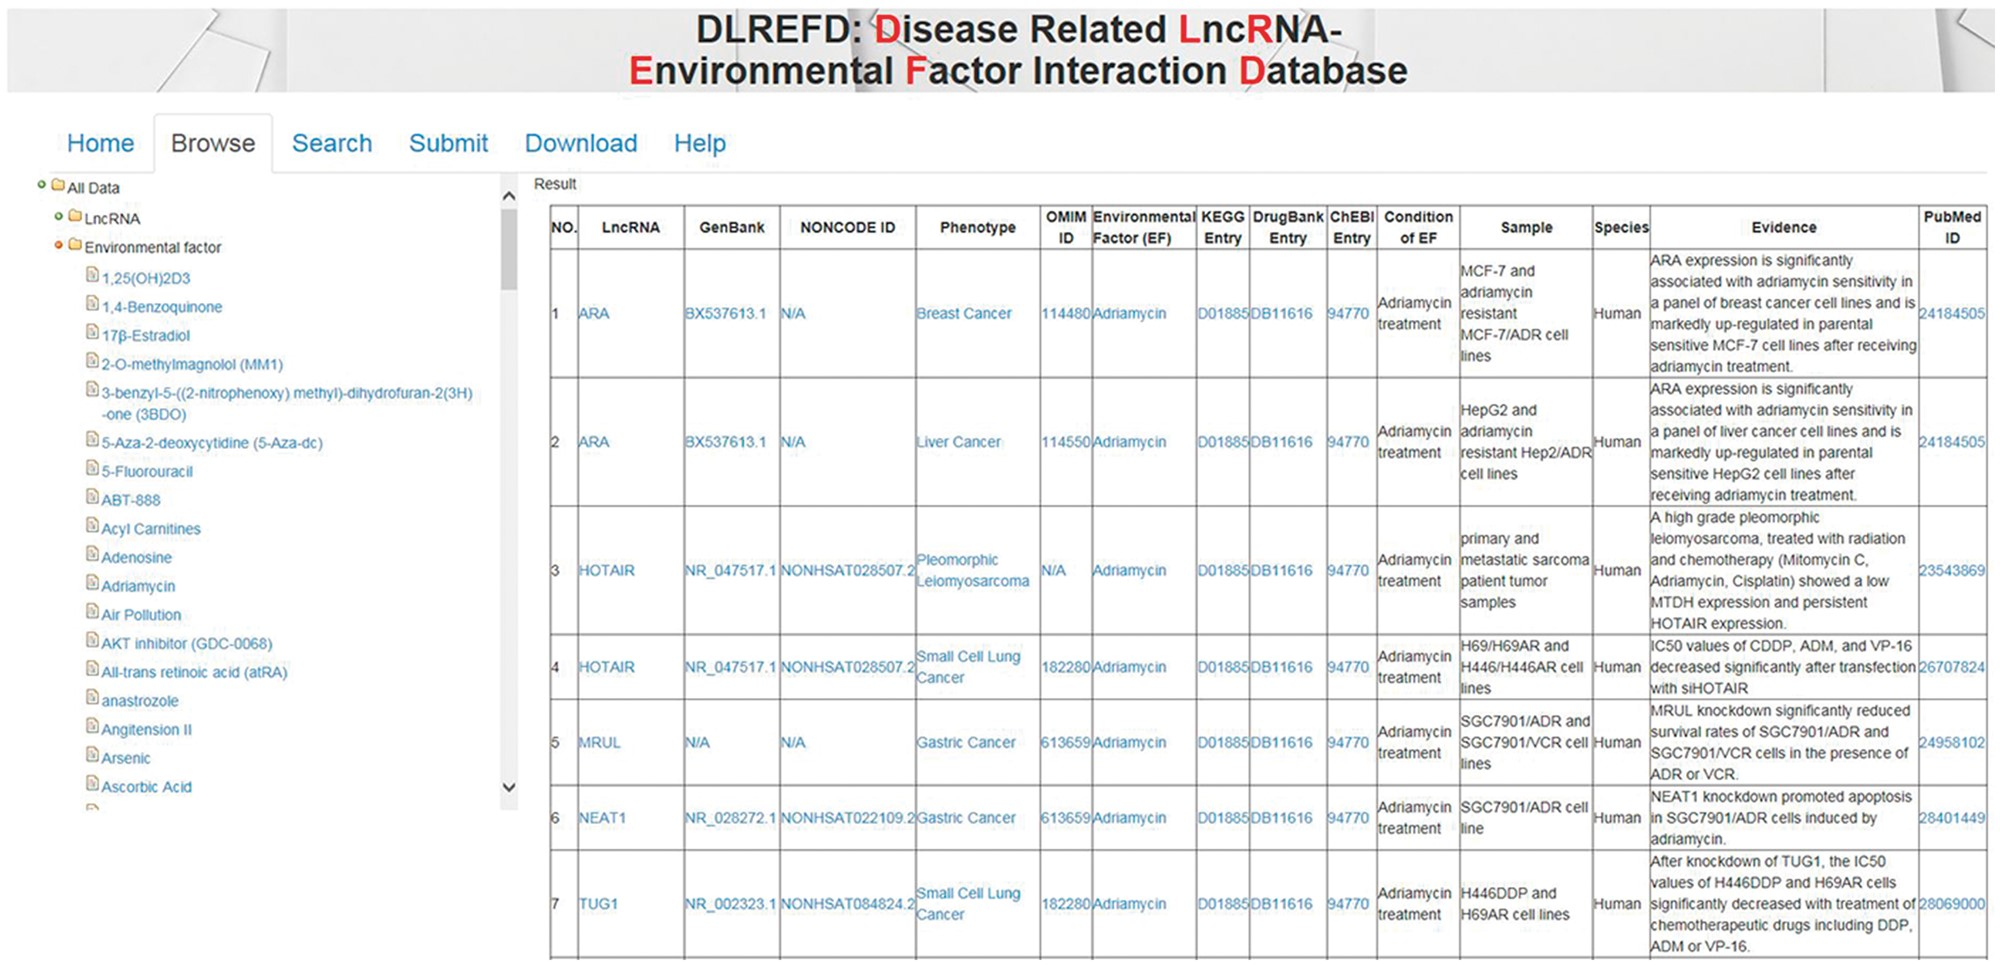 DLREFD: Disease Related LncRNA-
Environmental Factor Interaction Database
Home
Browse
Search
Submit
Download
Help
All Data
LncRNA
Environmental factor
1,25(OH)2D3
1,4-Benzoquinone
17β-Estradiol
2-O-methylmagnolol (MM1)
3-benzyl-5-((2-nitrophenoxy) methyl)-dihydrofuran-2(3H)
-one (3BDO)
5-Aza-2-deoxycytidine (5-Aza-dc)
5-Fluorouracil
ABT-888
Acyl Carnitines
Adenosine
Adriamycin
Air Pollution
AKT inhibitor (GDC-0068)
All-trans retinoic acid (atRA)
anastrozole
Angitension II
Arsenic
Ascorbic Acid
Result
NO.
LncRNA
GenBank
NONCODE ID
Phenotype
OMIM
ID
Environmental
Factor (EF)
KEGG
Entry
DrugBank
Entry
ChEBI
Entry
Condition
of EF
Sample
Species
Evidence
PubMed
ID
1
ARA
BX537613.1
N/A
Breast Cancer
114480
Adriamycin
D01885
DB11616
94770
Adriamycin
treatment
MCF-7 and
adriamycin
resistant
MCF-7/ADR cell
lines
Human
ARA expression is significantly
associated with adriamycin sensitivity in
a panel of breast cancer cell lines and is
markedly up-regulated in parental
sensitive MCF-7 cell lines after receiving
adriamycin treatment.
24184505
2
ARA
BX537613.1
N/A
Liver Cancer
114550
Adriamycin
D01885
DB11616
94770
Adriamycin
treatment
HepG2 and
adriamycin
resistant Hep2/ADR
cell lines
Human
ARA expression is significantly
associated with adriamycin sensitivity in
a panel of liver cancer cell lines and is
markedly up-regulated in parental
sensitive HepG2 cell lines after
receiving adriamycin treatment.
24184505
3
HOTAIR
NR_047517.1
NONHSAT028507.2
Pleomorphic
Leiomyosarcoma
N/A
Adriamycin
D01885
DB11616
94770
Adriamycin
treatment
primary and
metastatic sarcoma
patient tumor
samples
Human
A high grade pleomorphic
leiomyosarcoma, treated with radiation
and chemotherapy (Mitomycin C,
Adriamycin, Cisplatin) showed a low
MTDH expression and persistent
HOTAIR expression.
23543869
4
HOTAIR
NR_047517.1
NONHSAT028507.2
Small Cell Lung
Cancer
182280
Adriamycin
D01885
DB11616
94770
Adriamycin
treatment
H69/H69AR and
H446/H446AR cell
lines
Human
IC50 values of CDDP, ADM, and VP-16
decreased significantly after transfection
with siHOTAIR
26707824
5
MRUL
N/A
N/A
Gastric Cancer
613659
Adriamycin
D01885
DB11616
94770
Adriamycin
treatment
SGC7901/ADR and
SGC7901/VCR cell
lines
Human
MRUL knockdown significantly reduced
survival rates of SGC7901/ADR and
SGC7901/VCR cells in the presence of
ADR or VCR.
24958102
6
NEAT1
NR_028272.1
NONHSAT022109.2
Gastric Cancer
613659
Adriamycin
D01885
DB11616
94770
Adriamycin
treatment
SGC7901/ADR cell
line
Human
NEAT1 knockdown promoted apoptosis
in SGC7901/ADR cells induced by
adriamycin.
28401449
7
TUG1
NR_002323.1
NONHSAT084824.2
Small Cell Lung
Cancer
182280
Adriamycin
D01885
DB11616
94770
Adriamycin
treatment
H446DDP and
H69AR cell lines
Human
After knockdown of TUG1, the IC50
values of H446DDP and H69AR cells
significantly decreased with treatment of
chemotherapeutic drugs including DDP,
ADM or VP-16.
28069000